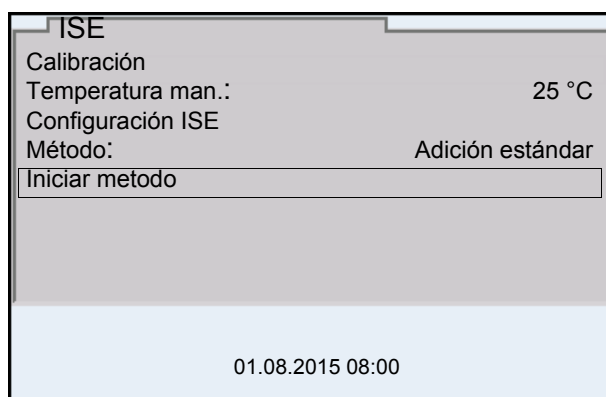 ISE
Calibración
Temperatura man.: 25 °C
Configuración ISE
Método: Adición estándar
Iniciar metodo
01.08.2015 08:00